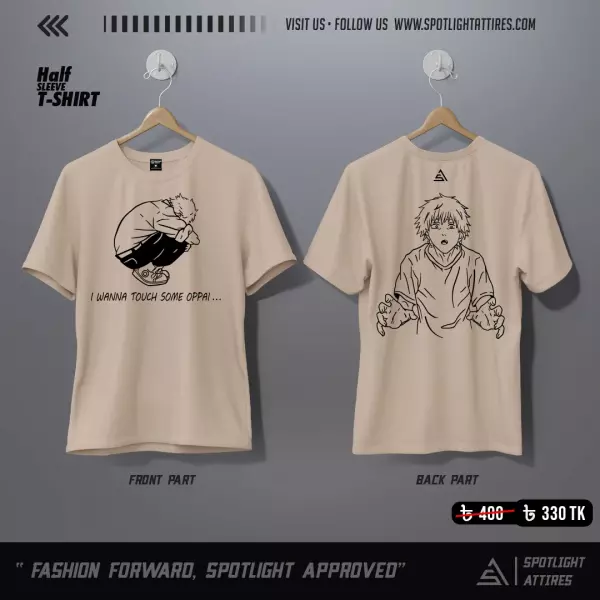 VISIT US • FOLLOW US WWW.SPOTLIGHTATTIRES.COM
Half
SLEEVE
T-SHIRT
I WANNA TOUCH SOME OPPAI ...
FRONT PART
BACK PART
৳ 400 ৳ 330 TK
“ FASHION FORWARD, SPOTLIGHT APPROVED”
SPOTLIGHT
ATTIRES